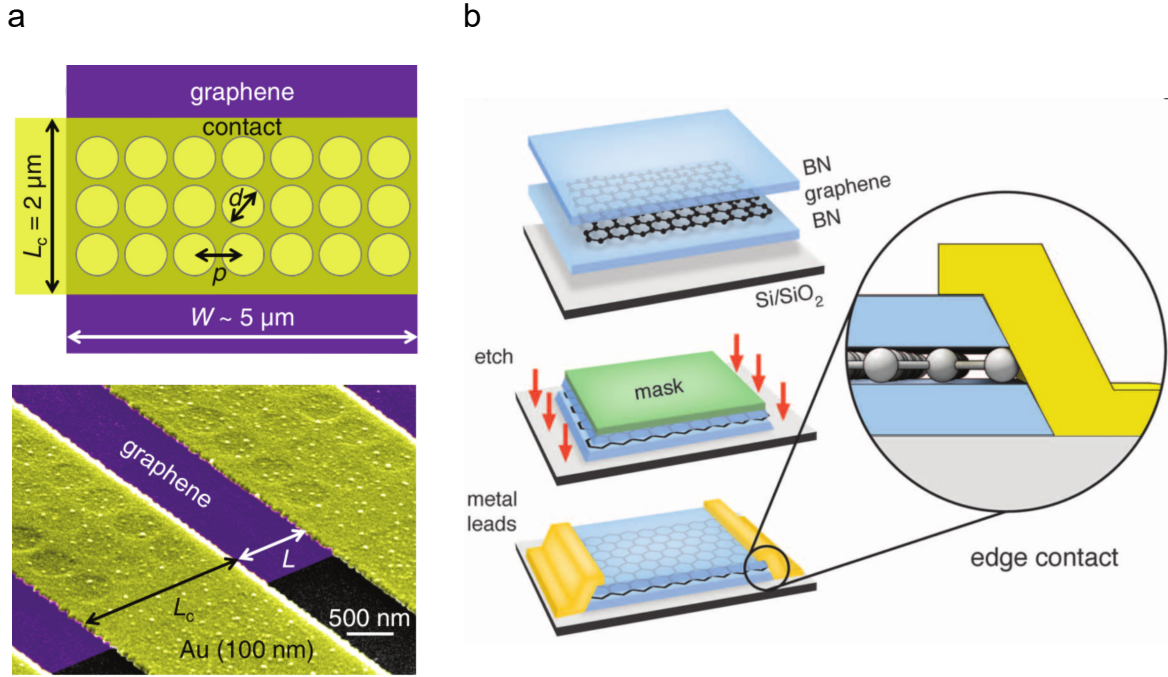 a
graphene
contact
d
p
L_c = 2 μm
W ~ 5 μm
graphene
L
L_c
500 nm
Au (100 nm)
b
BN
graphene
BN
Si/SiO₂
etch
mask
metal
leads
edge contact